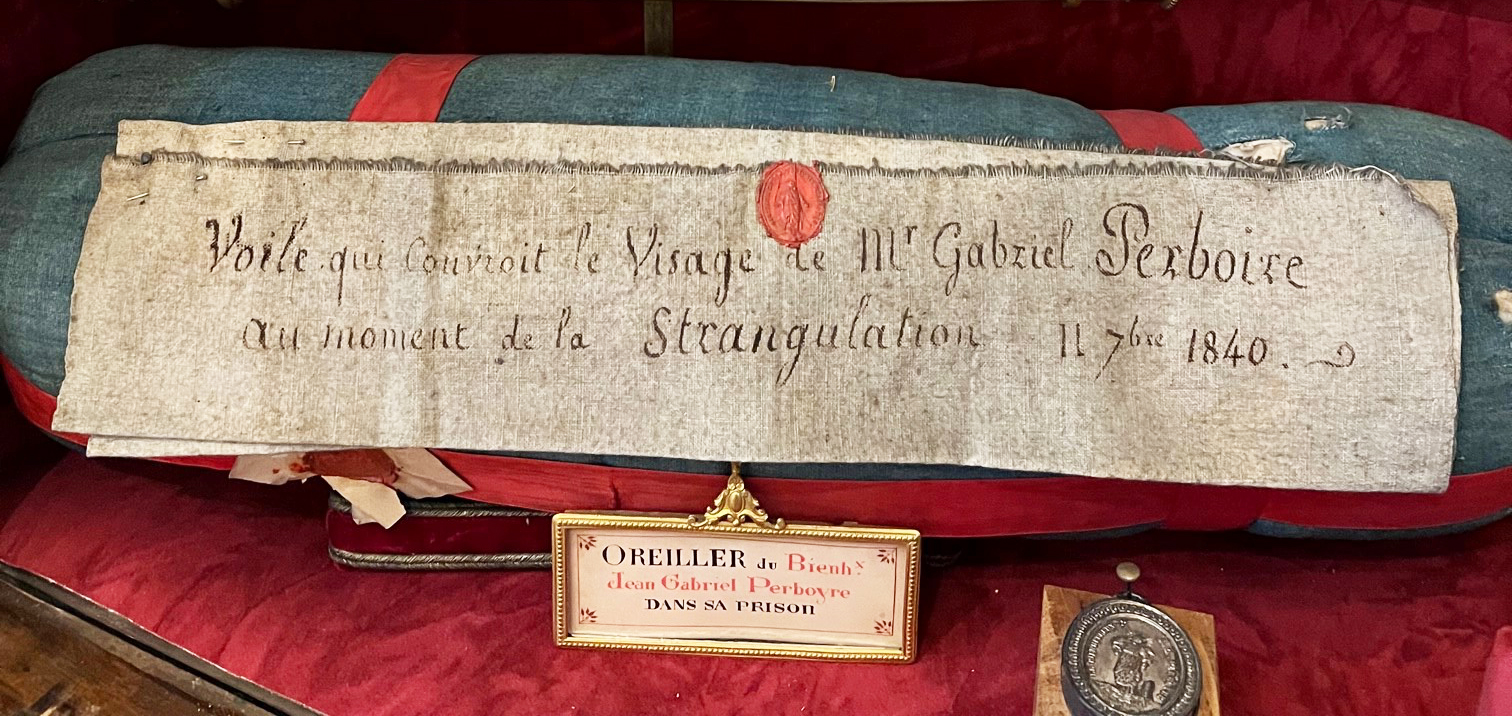 Voile qui Couvroit le Visage de Mr Gabriel Perboire
au moment de la Strangulation 11 7bre 1840.
OREILLER du Bienhx
Jean Gabriel Perboyre
DANS SA PRISON